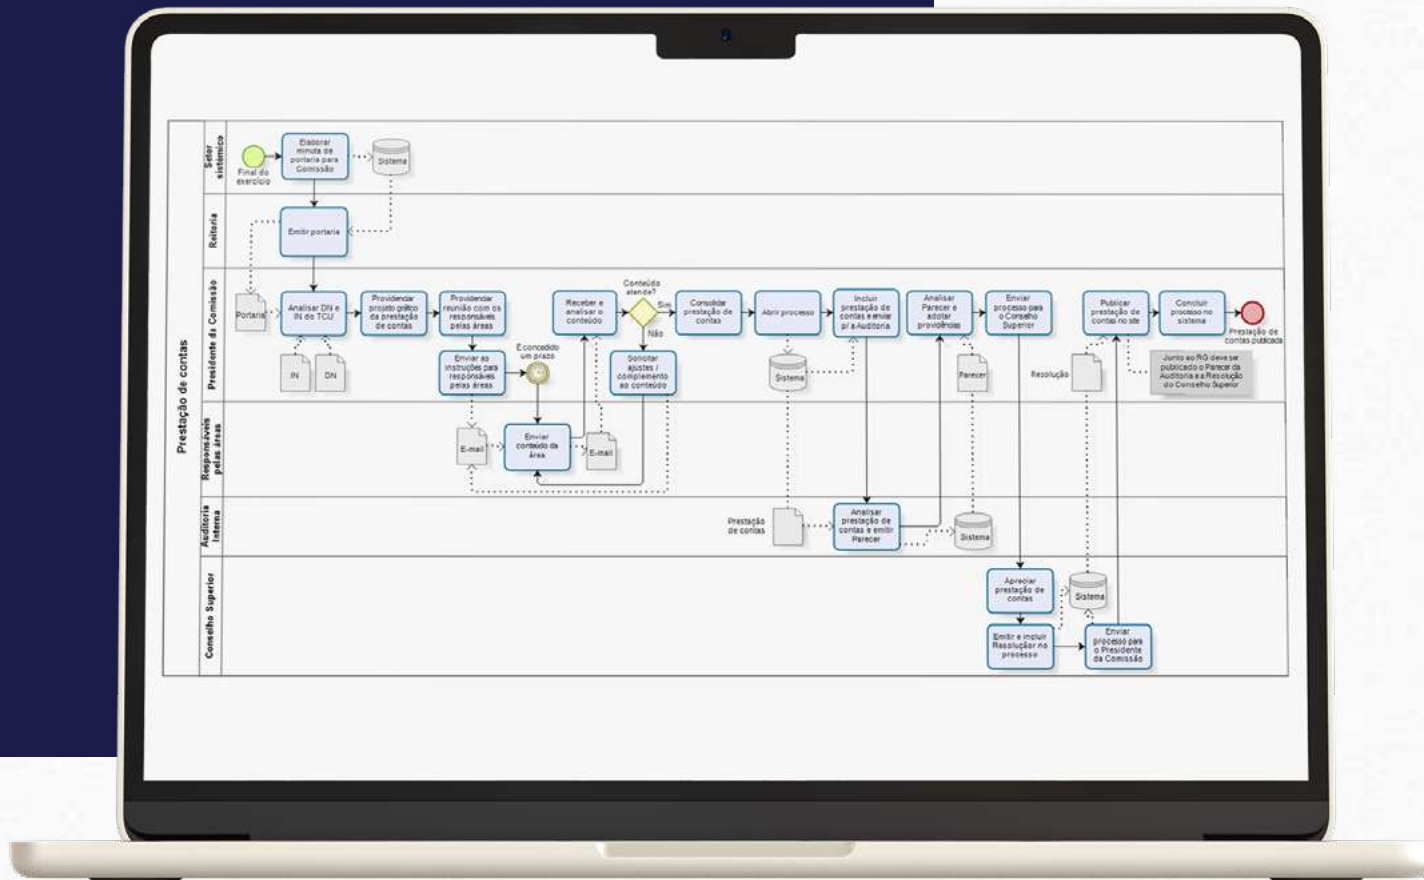 Prestação de contas
Setor
sistêmico
Final do
exercício
Elaborar
minuta de
portaria para
Comissão
Sistema
Reitoria
Emitir portaria
Presidente da Comissão
Portaria
Analisar DN e
IN do TCU
IN
DN
Providenciar
projeto gráfico
da prestação
de contas
Providenciar
reunião com os
responsáveis
pelas áreas
Enviar as
instruções para
responsáveis
pelas áreas
É concedido
um prazo
Receber e
analisar o
conteúdo
Conteúdo
atende?
Sim
Não
Solicitar
ajustes /
complemento
ao conteúdo
Consolidar
prestação de
contas
Abrir processo
Sistema
Incluir
prestação de
contas e enviar
p/ a Auditoria
Analisar
Parecer e
adotar
providências
Parecer
Enviar
processo para
o Conselho
Superior
Resolução
Publicar
prestação de
contas no site
Concluir
processo no
sistema
Prestação de
contas publicada
Junto ao RG deve ser
publicado o Parecer da
Auditoria e a Resolução
do Conselho Superior
Responsáveis
pelas áreas
E-mail
Enviar
conteúdo da
área
E-mail
Auditoria
Interna
Prestação
de contas
Analisar
prestação de
contas e emitir
Parecer
Sistema
Conselho Superior
Apreciar
prestação de
contas
Emitir e incluir
Resolução no
processo
Sistema
Enviar
processo para
o Presidente
da Comissão